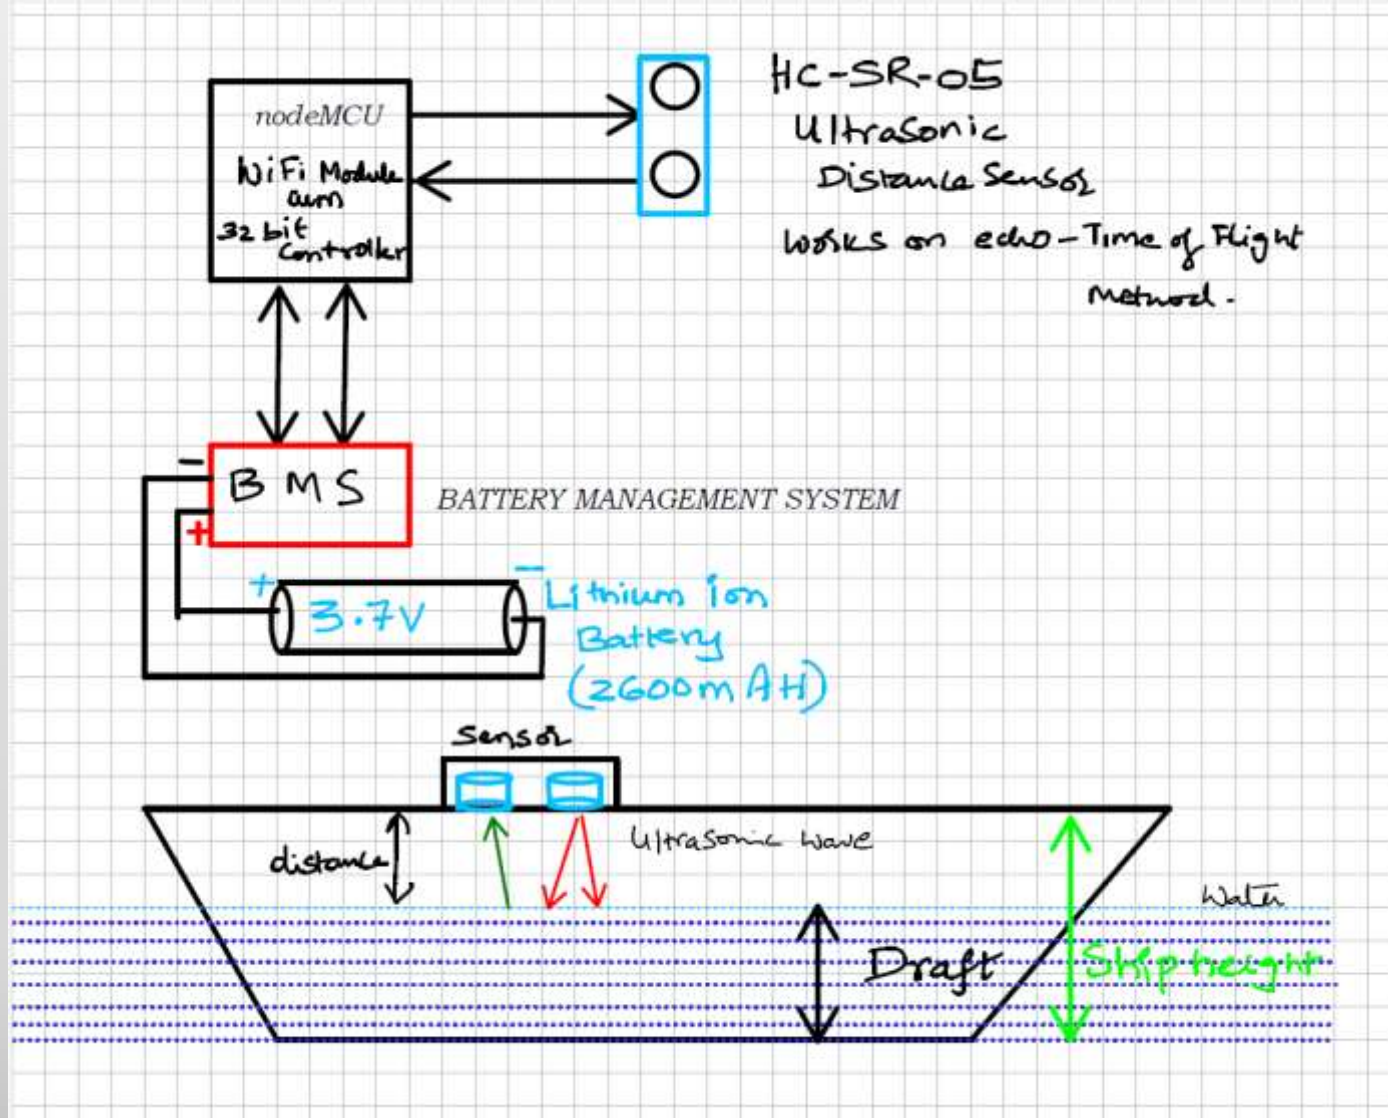 nodeMCU
WiFi Module
cum
32 bit
Controller
HC-SR-05
Ultrasonic
Distance Sensor
Works on echo-Time of Flight
Method.
-
BMS
+
BATTERY MANAGEMENT SYSTEM
+
3.7V
-
Lithium ion
Battery
(2600mAH)
Sensor
distance
Ultrasonic wave
Water
Draft
Ship height